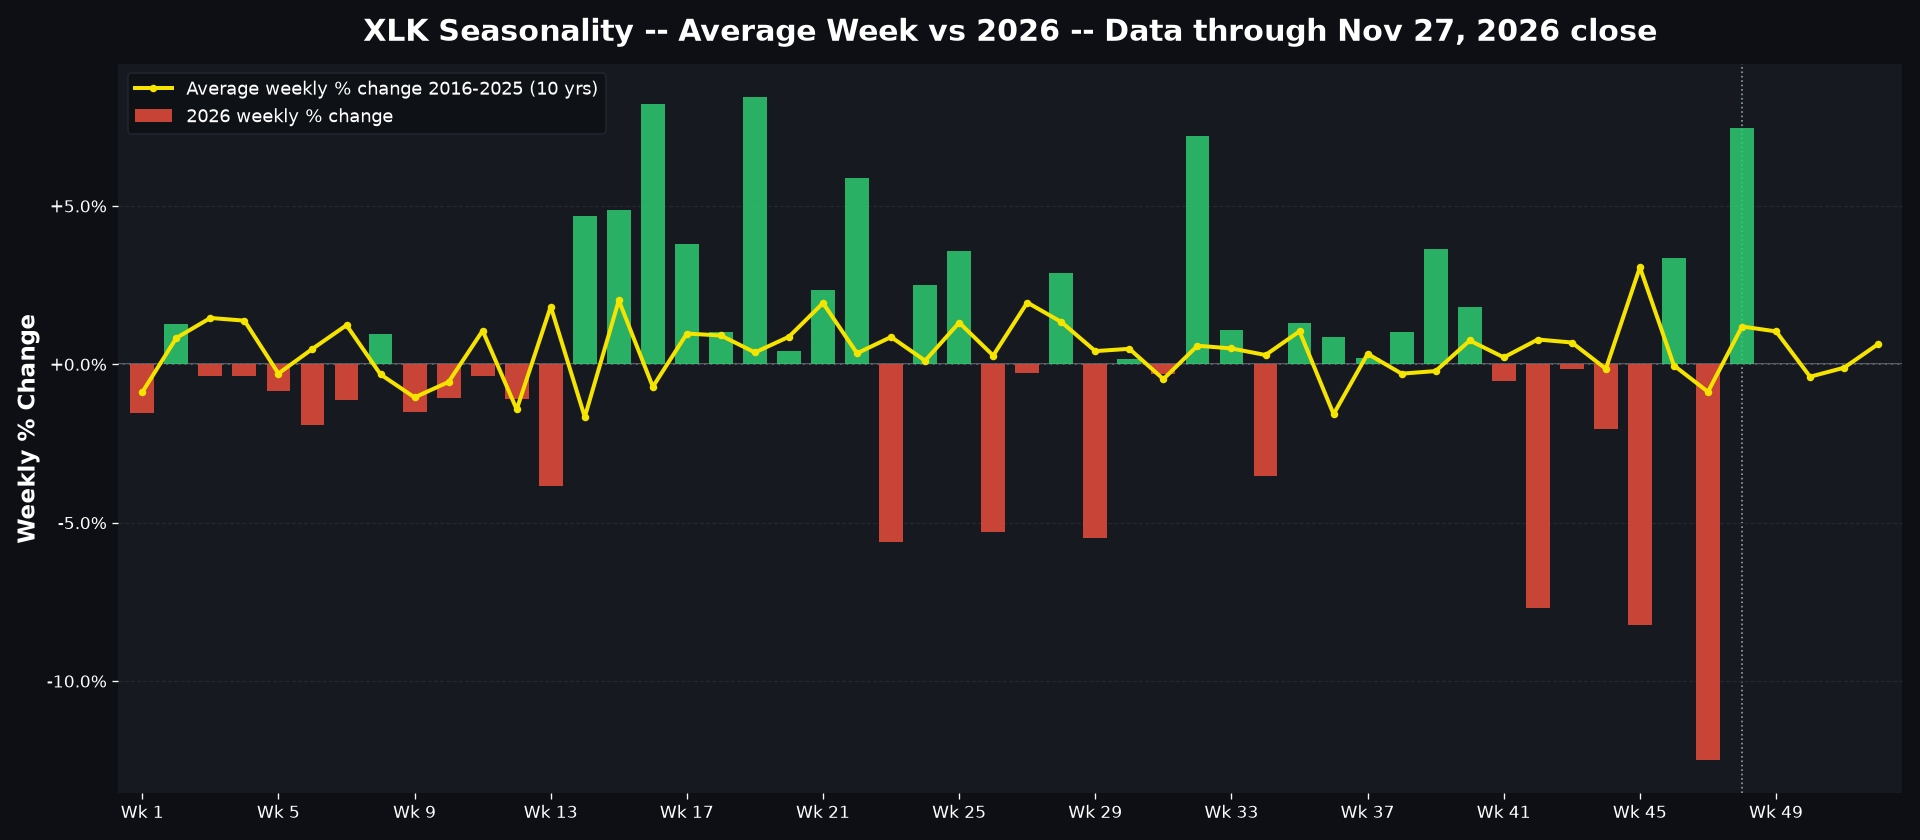 XLK Seasonality -- Average Week vs 2026 -- Data through Nov 27, 2026 close
Average weekly % change 2016-2025 (10 yrs)
2026 weekly % change
Weekly % Change
+5.0%
+0.0%
-5.0%
-10.0%
Wk 1 Wk 5 Wk 9 Wk 13 Wk 17 Wk 21 Wk 25 Wk 29 Wk 33 Wk 37 Wk 41 Wk 45 Wk 49